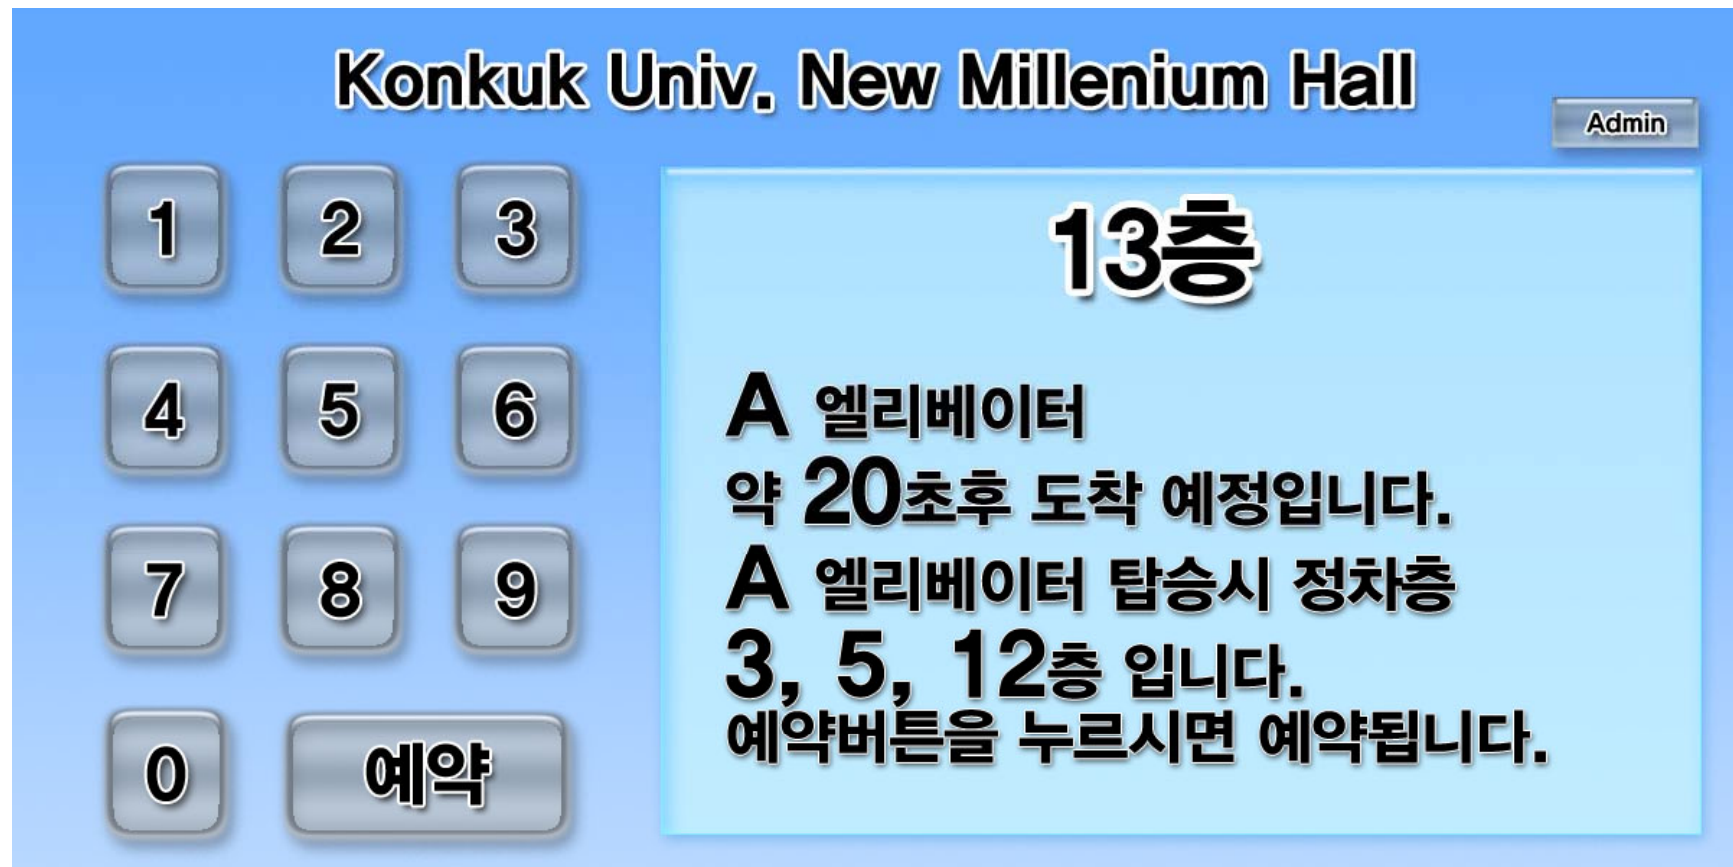 Konkuk Univ. New Millenium Hall
Admin
1 2 3
4 5 6
7 8 9
0 예약
13층
A 엘리베이터
약 20초후 도착 예정입니다.
A 엘리베이터 탑승시 정차층
3, 5, 12층 입니다.
예약버튼을 누르시면 예약됩니다.